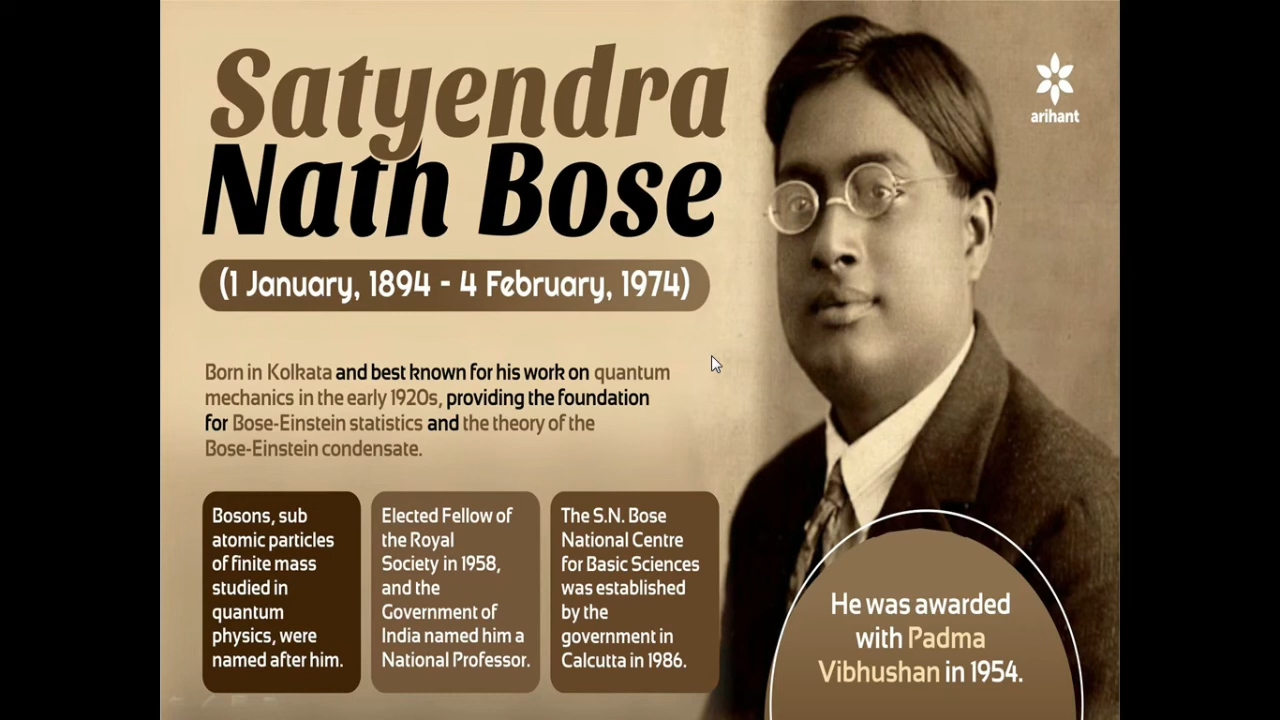 Satyendra
Nath Bose
(1 January, 1894 - 4 February, 1974)
arihant
Born in Kolkata and best known for his work on quantum
mechanics in the early 1920s, providing the foundation
for Bose-Einstein statistics and the theory of the
Bose-Einstein condensate.
Bosons, sub
atomic particles
of finite mass
studied in
quantum
physics, were
named after him.
Elected Fellow of
the Royal
Society in 1958,
and the
Government of
India named him a
National Professor.
The S.N. Bose
National Centre
for Basic Sciences
was established
by the
government in
Calcutta in 1986.
He was awarded
with Padma
Vibhushan in 1954.